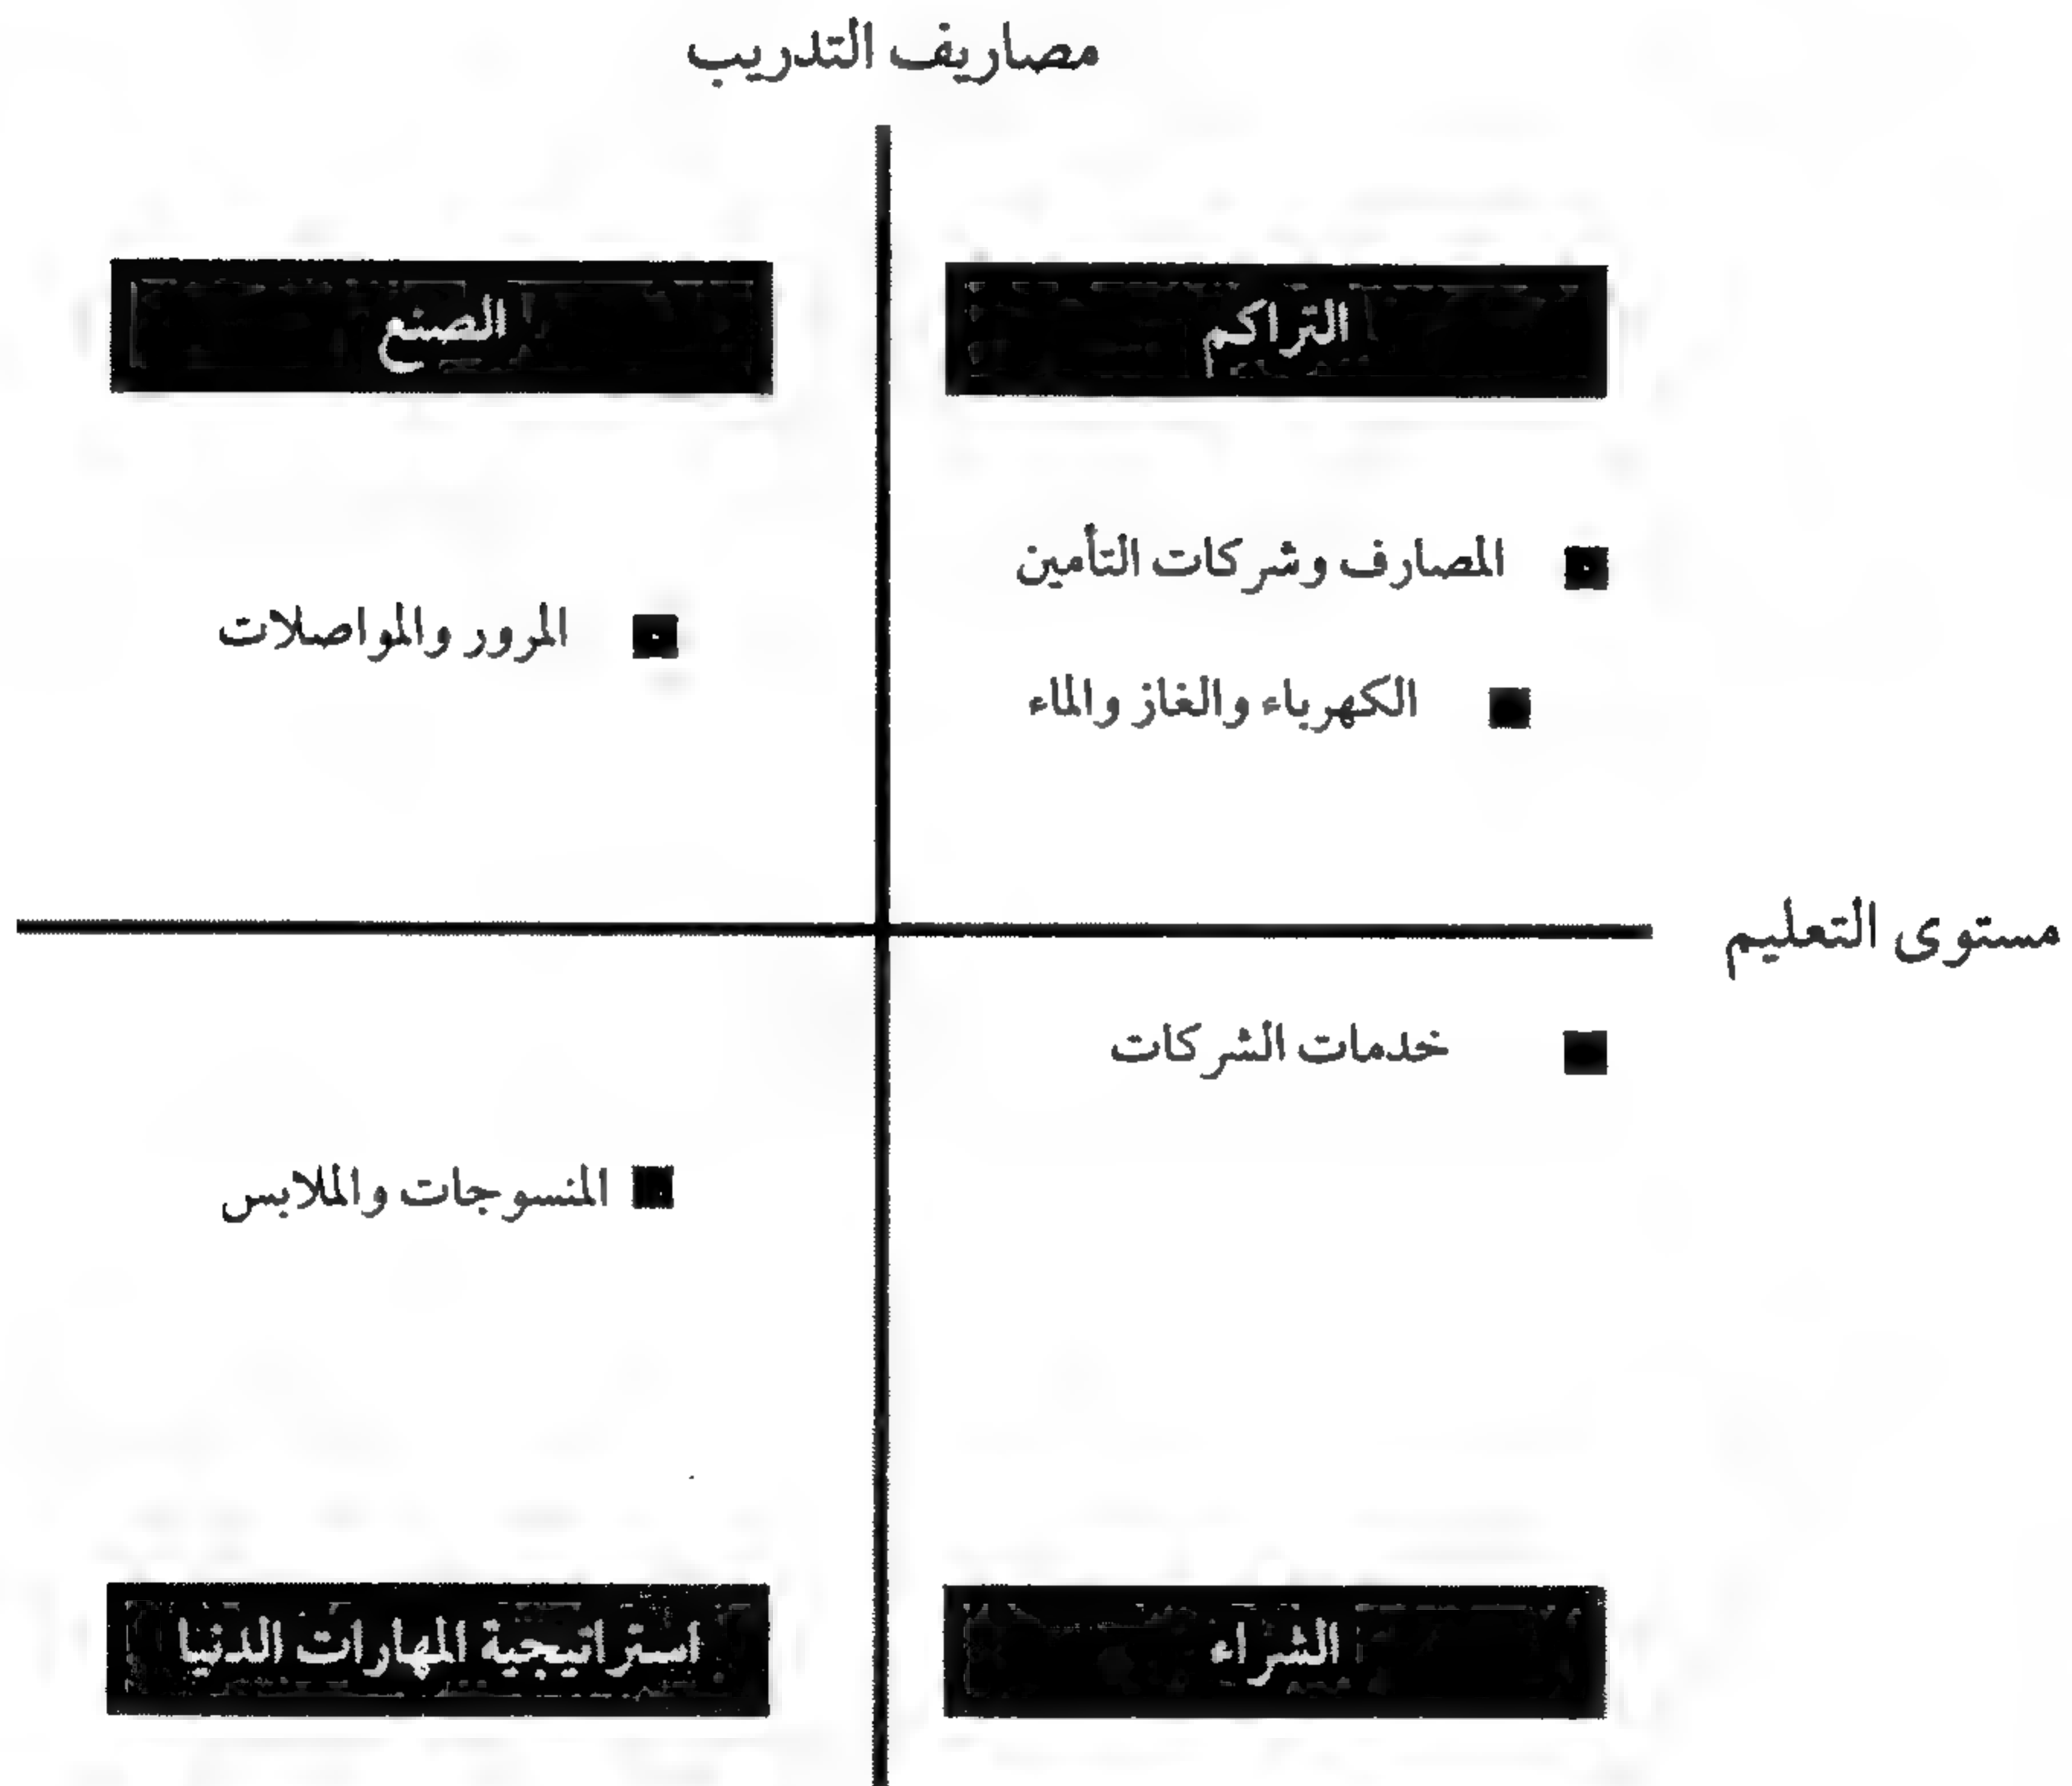 مصاريف التدريب
التراكم
الصنع
المصارف وشركات التأمين
المرور والمواصلات
الكهرباء والغاز والماء
مستوى التعليم
خدمات الشركات
المنسوجات والملابس
الشراء
استراتيجية المهارات الدنيا